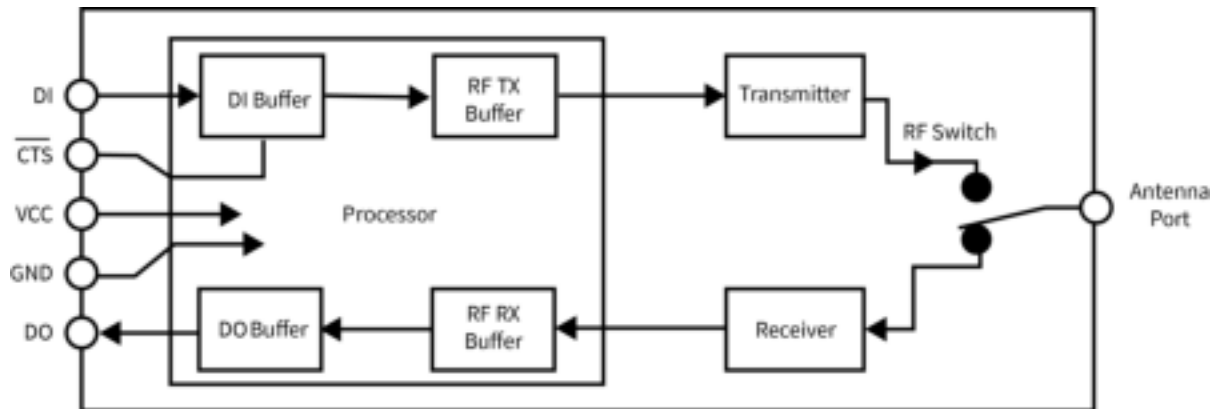 DI
DI Buffer
RF TX
Buffer
Transmitter
RF Switch
CTS
VCC
Processor
Antenna
Port
GND
DO
DO Buffer
RF RX
Buffer
Receiver